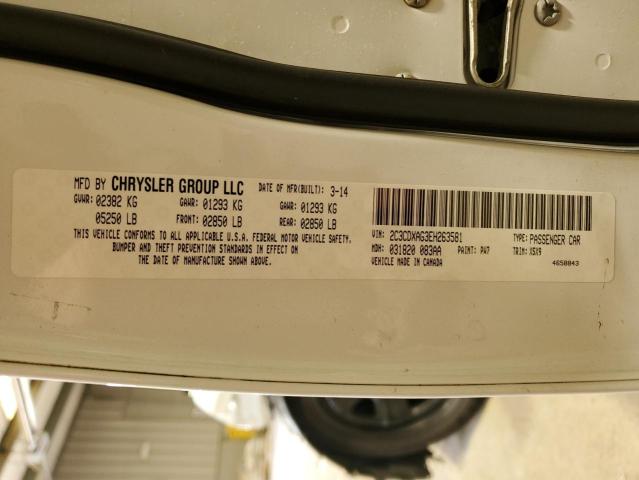 MFD BY CHRYSLER GROUP LLC DATE OF MFR(BUILT): 3-14
GVWR: 02382 KG GAWR: 01293 KG GAWR: 01293 KG
05250 LB FRONT: 02850 LB REAR: 02850 LB
THIS VEHICLE CONFORMS TO ALL APPLICABLE U.S.A. FEDERAL MOTOR VEHICLE SAFETY,
BUMPER AND THEFT PREVENTION STANDARDS IN EFFECT ON
THE DATE OF MANUFACTURE SHOWN ABOVE.
VIN: 2C3CDXAG3EH263581 TYPE: PASSENGER CAR
MDH: 031820 083AA PAINT: PW7 TRIM: X5X9
VEHICLE MADE IN CANADA 4658843